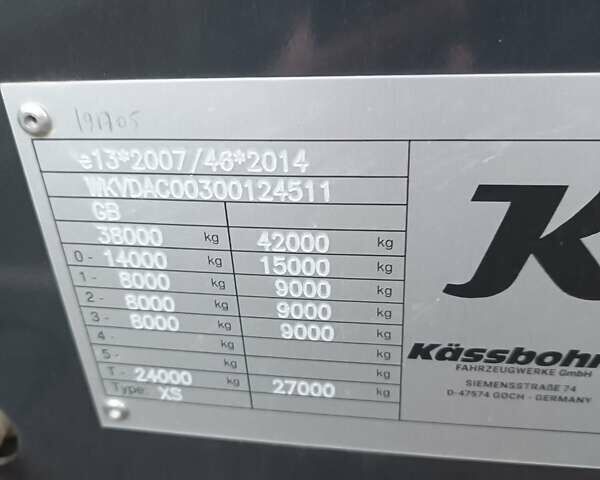 191705
e13*2007/46*2014
WKVDAC00300124511
GB
38000 kg 42000 kg
0- 14000 kg 15000 kg
1- 8000 kg 9000 kg
2- 8000 kg 9000 kg
3- 8000 kg 9000 kg
4- kg kg
5- kg kg
T- 24000 kg 27000 kg
Type: XS
K
Kässbohr
FAHRZEUGWERKE GmbH
SIEMENSSTRAßE 74
D-47574 GOCH - GERMANY